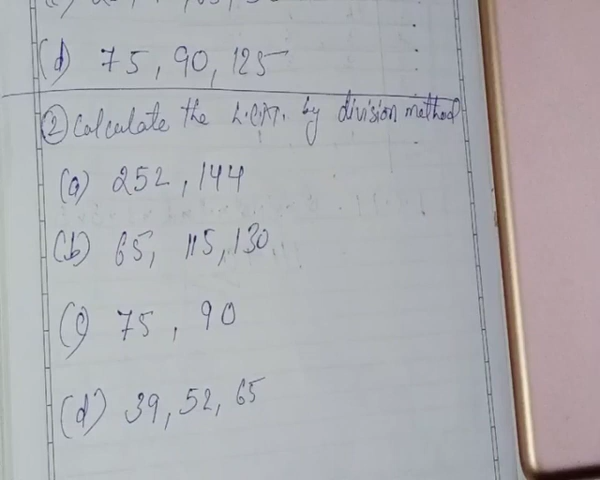 (d) 75, 90, 125
② Calculate the L.C.M. by division method
(a) 252, 144
(b) 65, 115, 130
(c) 75, 90
(d) 39, 52, 65